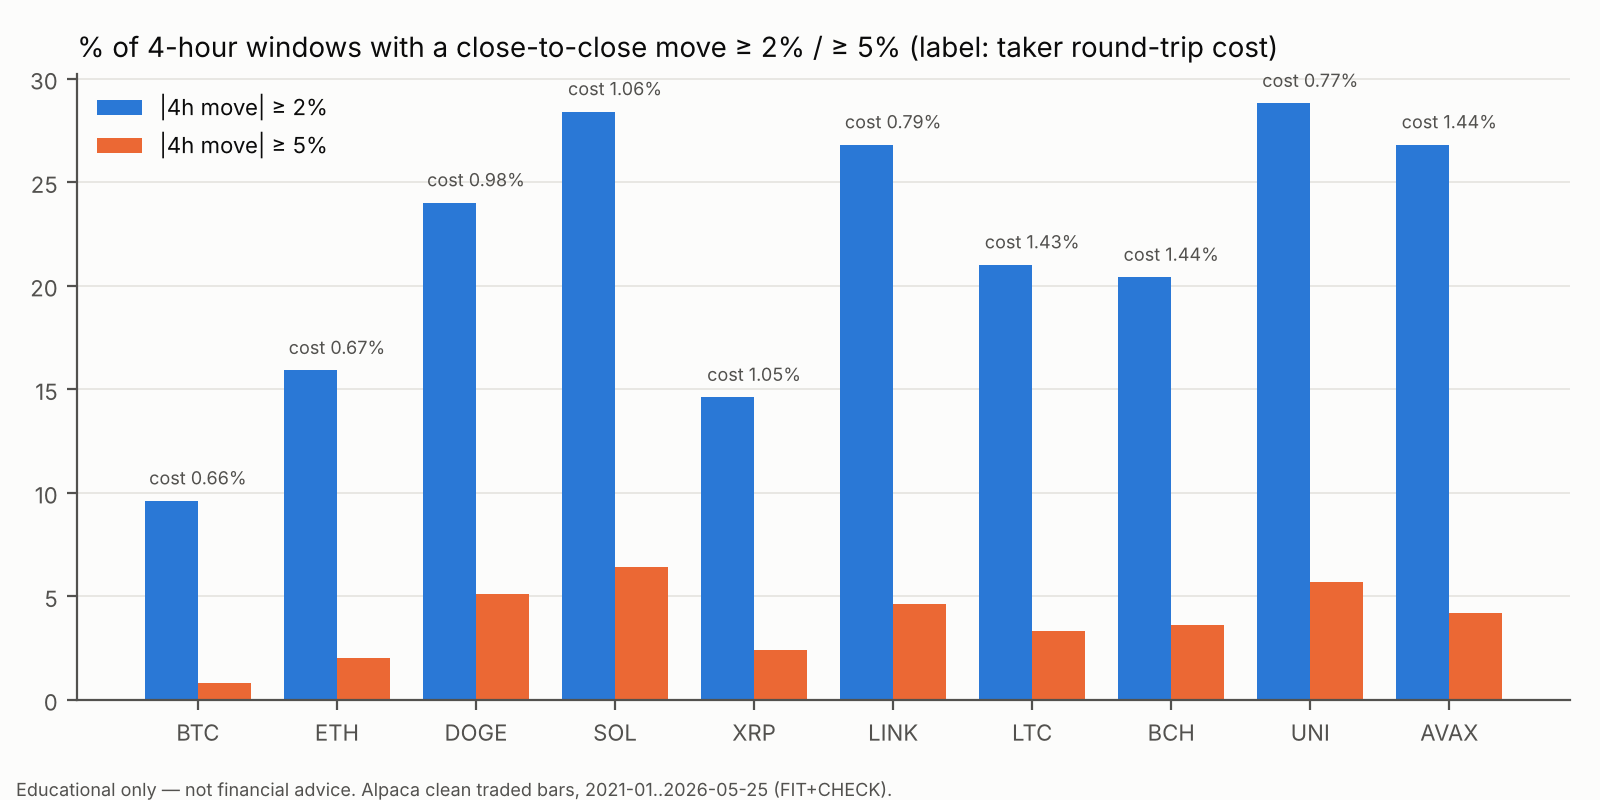 % of 4-hour windows with a close-to-close move ≥ 2% / ≥ 5% (label: taker round-trip cost)
|4h move| ≥ 2%
|4h move| ≥ 5%
30
25
20
15
10
5
0
cost 0.66%
cost 0.67%
cost 0.98%
cost 1.06%
cost 1.05%
cost 0.79%
cost 1.43%
cost 1.44%
cost 0.77%
cost 1.44%
BTC
ETH
DOGE
SOL
XRP
LINK
LTC
BCH
UNI
AVAX
Educational only — not financial advice. Alpaca clean traded bars, 2021-01..2026-05-25 (FIT+CHECK).